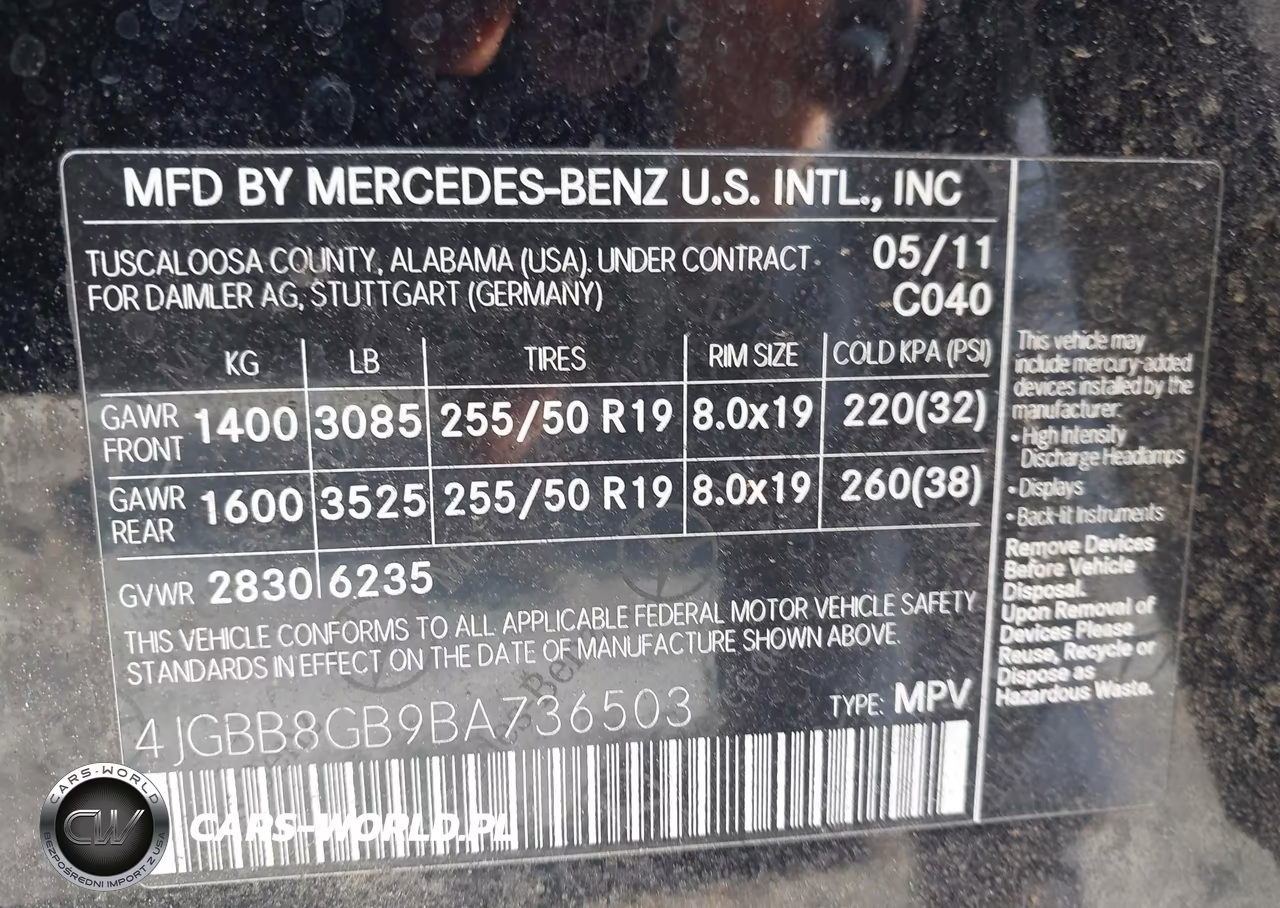 MFD BY MERCEDES-BENZ U.S. INTL., INC
TUSCALOOSA COUNTY, ALABAMA (USA). UNDER CONTRACT
FOR DAIMLER AG, STUTTGART (GERMANY)
05/11
C040
KG LB TIRES RIM SIZE COLD KPA (PSI)
GAWR FRONT 1400 3085 255/50 R19 8.0x19 220(32)
GAWR REAR 1600 3525 255/50 R19 8.0x19 260(38)
GVWR 2830 6235
THIS VEHICLE CONFORMS TO ALL APPLICABLE FEDERAL MOTOR VEHICLE SAFETY
STANDARDS IN EFFECT ON THE DATE OF MANUFACTURE SHOWN ABOVE.
4JGBB8GB9BA736503
TYPE: MPV
This vehicle may
include mercury-added
devices installed by the
manufacturer:
• High Intensity
Discharge Headlamps
• Displays
• Back-lit Instruments
Remove Devices
Before Vehicle
Disposal.
Upon Removal of
Devices Please
Reuse, Recycle or
Dispose as
Hazardous Waste.
CARS-WORLD
CW
BEZPOŚREDNI IMPORT Z USA
CARS-WORLD.PL